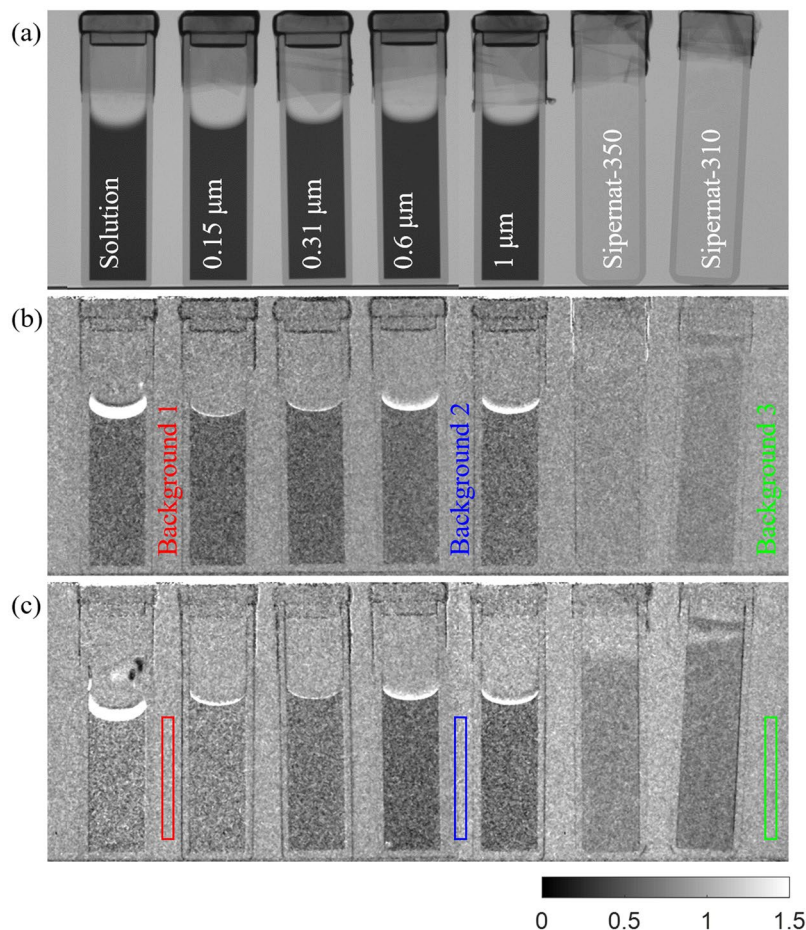 (a)
Solution
0.15 μm
0.31 μm
0.6 μm
1 μm
Sipernat-350
Sipernat-310
(b)
Background 1
Background 2
Background 3
(c)
0
0.5
1
1.5